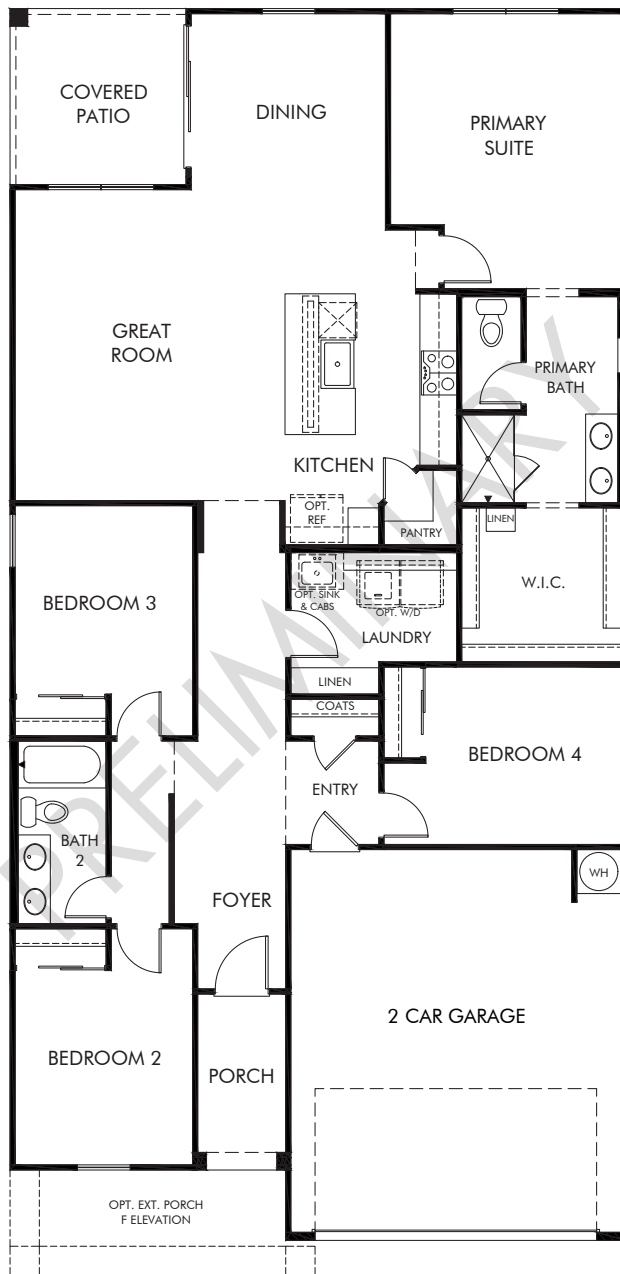 COVERED
PATIO
DINING
PRIMARY
SUITE
GREAT
ROOM
PRIMARY
BATH
KITCHEN
OPT.
REF
PANTRY
LINEN
W.I.C.
OPT. SINK
& CABS
OPT. W/D
LAUNDRY
BEDROOM 3
LINEN
COATS
BEDROOM 4
ENTRY
BATH
2
FOYER
WH
2 CAR GARAGE
BEDROOM 2
PORCH
OPT. EXT. PORCH
F ELEVATION
PRELIMINARY